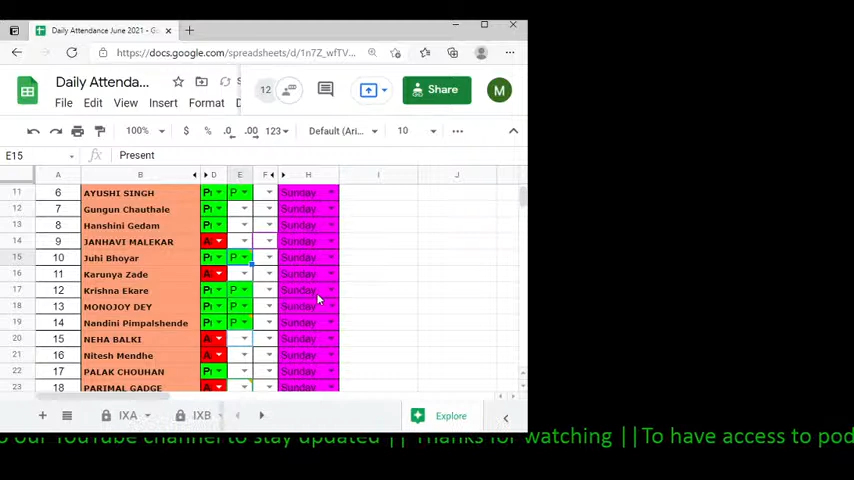 Daily Attendance June 2021 - Go
https://docs.google.com/spreadsheets/d/1n7Z_wfTV...
Daily Attenda...
File Edit View Insert Format
12
Share
M
100% $ % .0 .00 123 Default (Ari... 10
E15 fx Present
A B D E F H I J
11 6 AYUSHI SINGH P Sunday
12 7 Gungun Chauthale Sunday
13 8 Hanshini Gedam Sunday
14 9 JANHAVI MALEKAR Sunday
15 10 Juhi Bhoyar P Sunday
16 11 Karunya Zade Sunday
17 12 Krishna Ekare P Sunday
18 13 MONOJOY DEY P Sunday
19 14 Nandini Pimpalshende P Sunday
20 15 NEHA BALKI Sunday
21 16 Nitesh Mendhe Sunday
22 17 PALAK CHOUHAN Sunday
23 18 PARIMAL GADGE Sunday
IXA IXB Explore
o our YouTube channel to stay updated || Thanks for watching ||To have access to pod